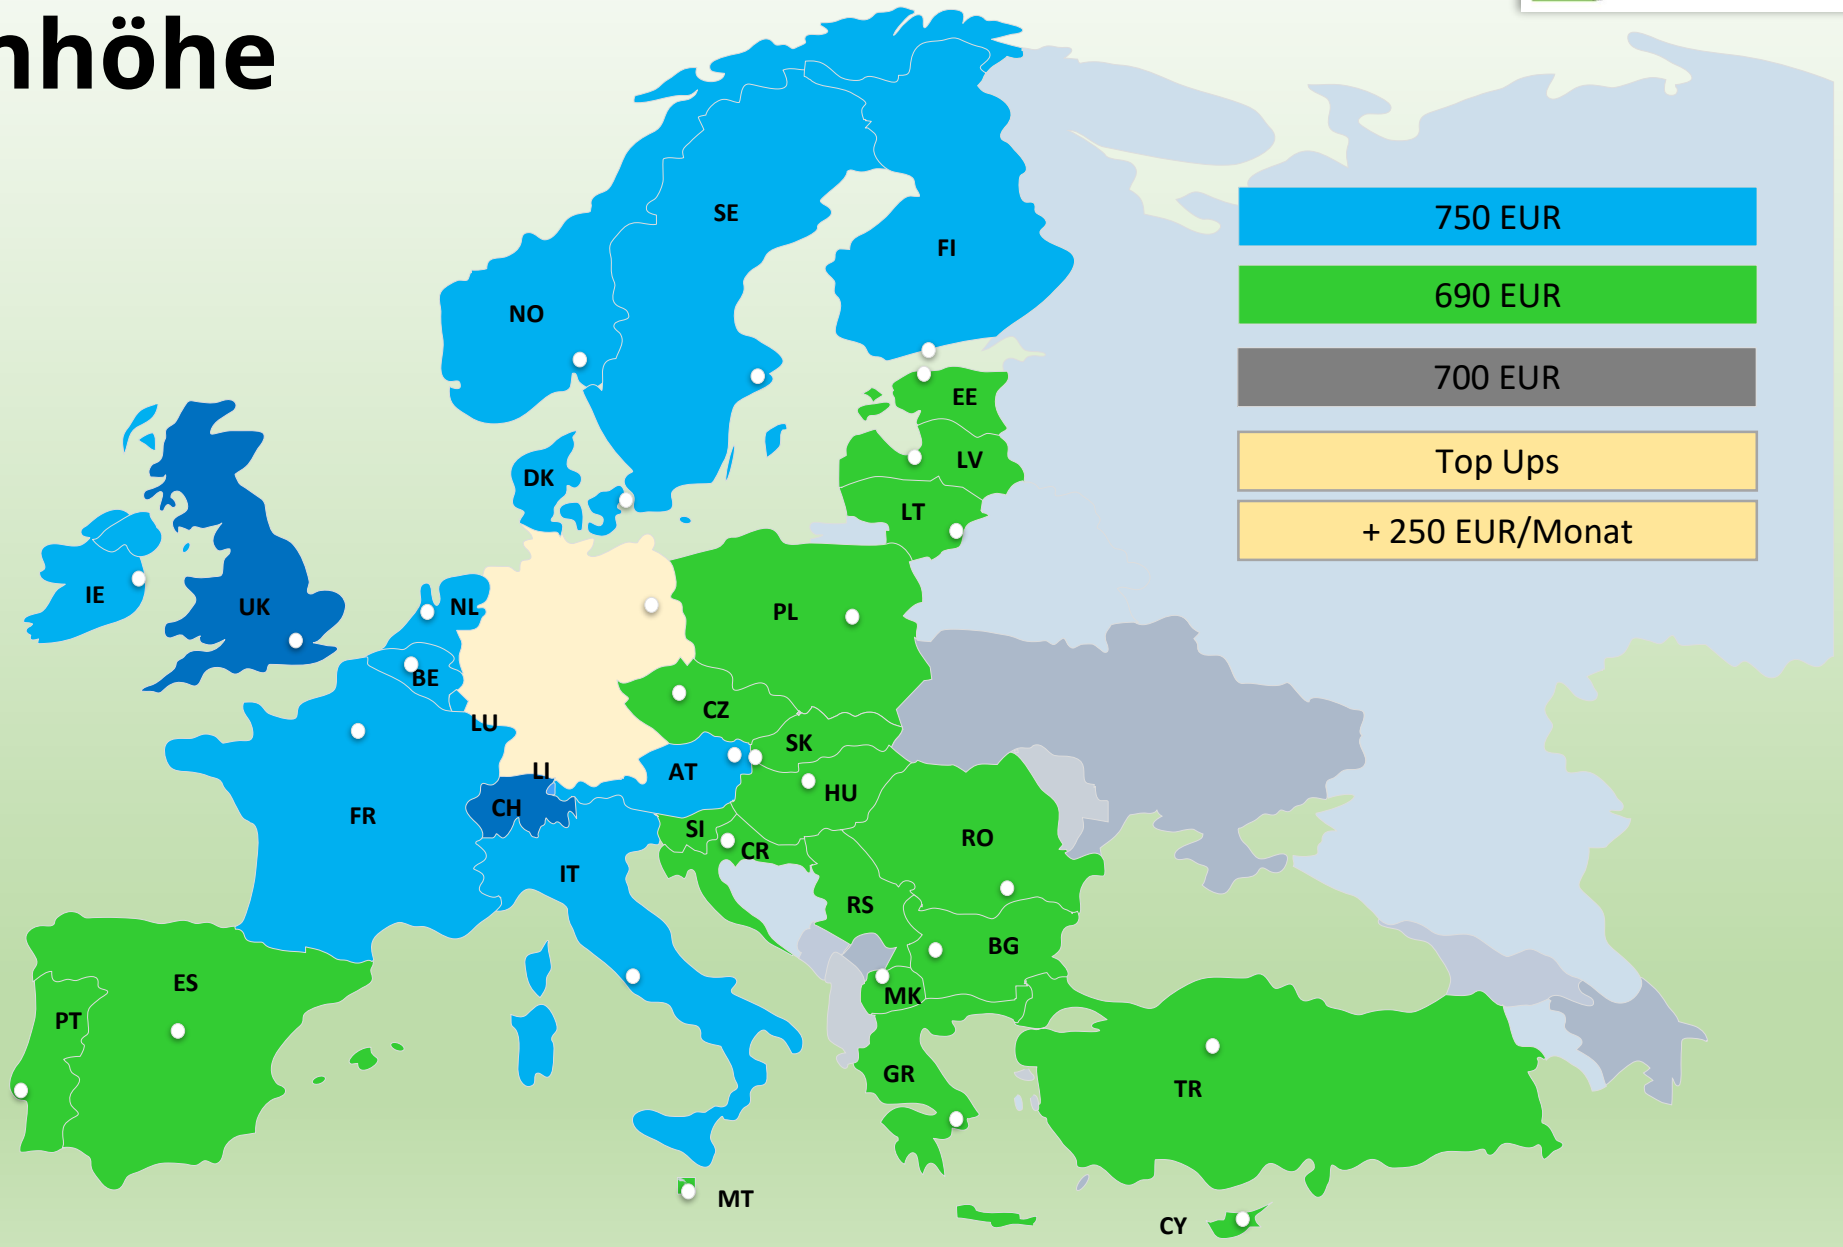 nhöhe
750 EUR
690 EUR
700 EUR
Top Ups
+ 250 EUR/Monat
SE
FI
NO
EE
LV
LT
DK
IE
UK
NL
BE
PL
CZ
LU
SK
LI
AT
HU
CH
FR
SI
CR
RO
IT
RS
BG
ES
MK
PT
GR
TR
MT
CY